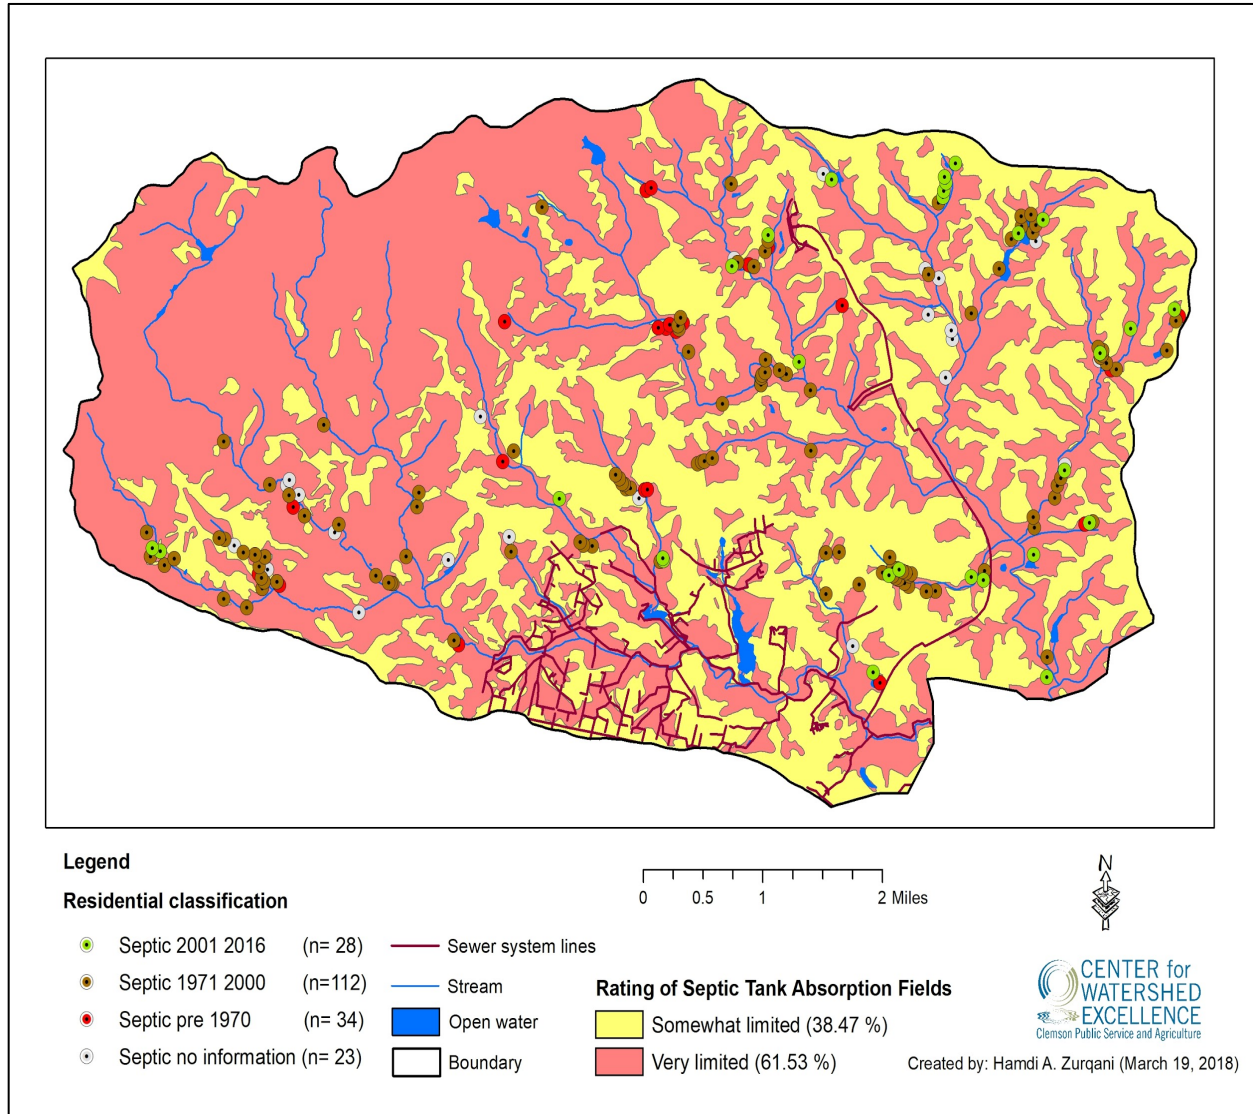 Legend
Residential classification
Septic 2001 2016 (n= 28)
Septic 1971 2000 (n=112)
Septic pre 1970 (n= 34)
Septic no information (n= 23)
Sewer system lines
Stream
Open water
Boundary
0 0.5 1 2 Miles
Rating of Septic Tank Absorption Fields
Somewhat limited (38.47 %)
Very limited (61.53 %)
N
CENTER for
WATERSHED
EXCELLENCE
Clemson Public Service and Agriculture
Created by: Hamdi A. Zurqani (March 19, 2018)